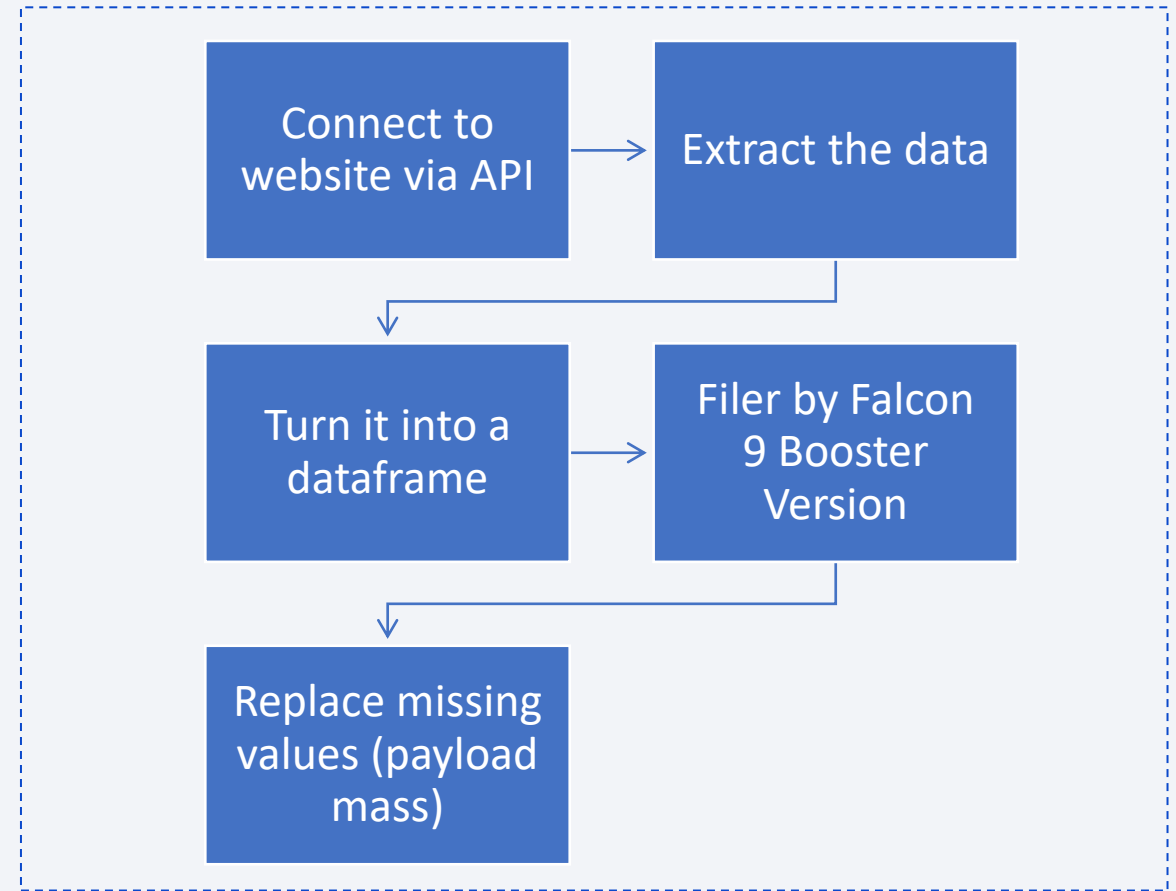 Connect to
website via API
Extract the data
Turn it into a
dataframe
Filer by Falcon
9 Booster
Version
Replace missing
values (payload
mass)